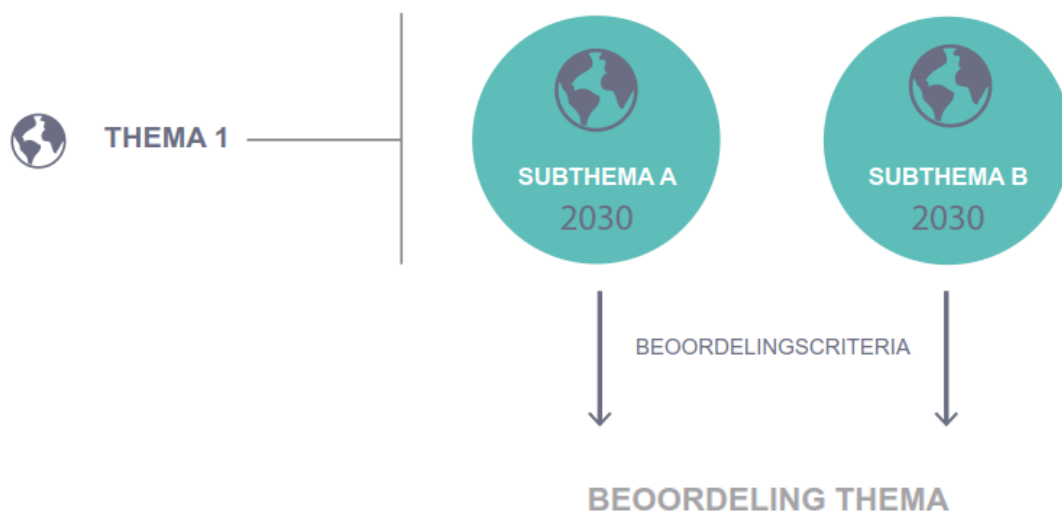 THEMA 1
SUBTHEMA A
2030
SUBTHEMA B
2030
BEOORDELINGSCRITERIA
BEOORDELING THEMA